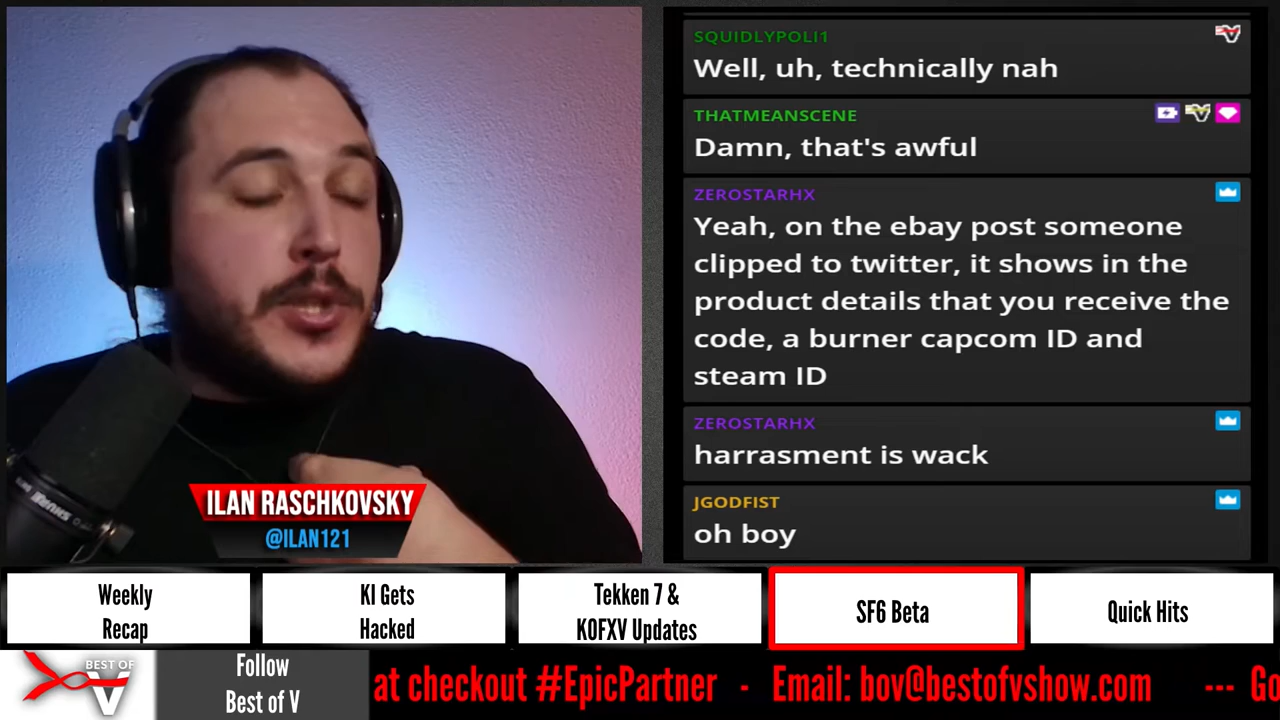 SQUIDLYPOLI1
Well, uh, technically nah
THATMEANSCENE
Damn, that's awful
ZEROSTARHX
Yeah, on the ebay post someone
clipped to twitter, it shows in the
product details that you receive the
code, a burner capcom ID and
steam ID
ZEROSTARHX
harrasment is wack
JGODFIST
oh boy
SHURE
ILAN RASCHKOVSKY
@ILAN121
Weekly
Recap
KI Gets
Hacked
Tekken 7 &
KOFXV Updates
SF6 Beta
Quick Hits
BEST OF
V
Follow
Best of V
at checkout #EpicPartner - Email: bov@bestofvshow.com --- Go